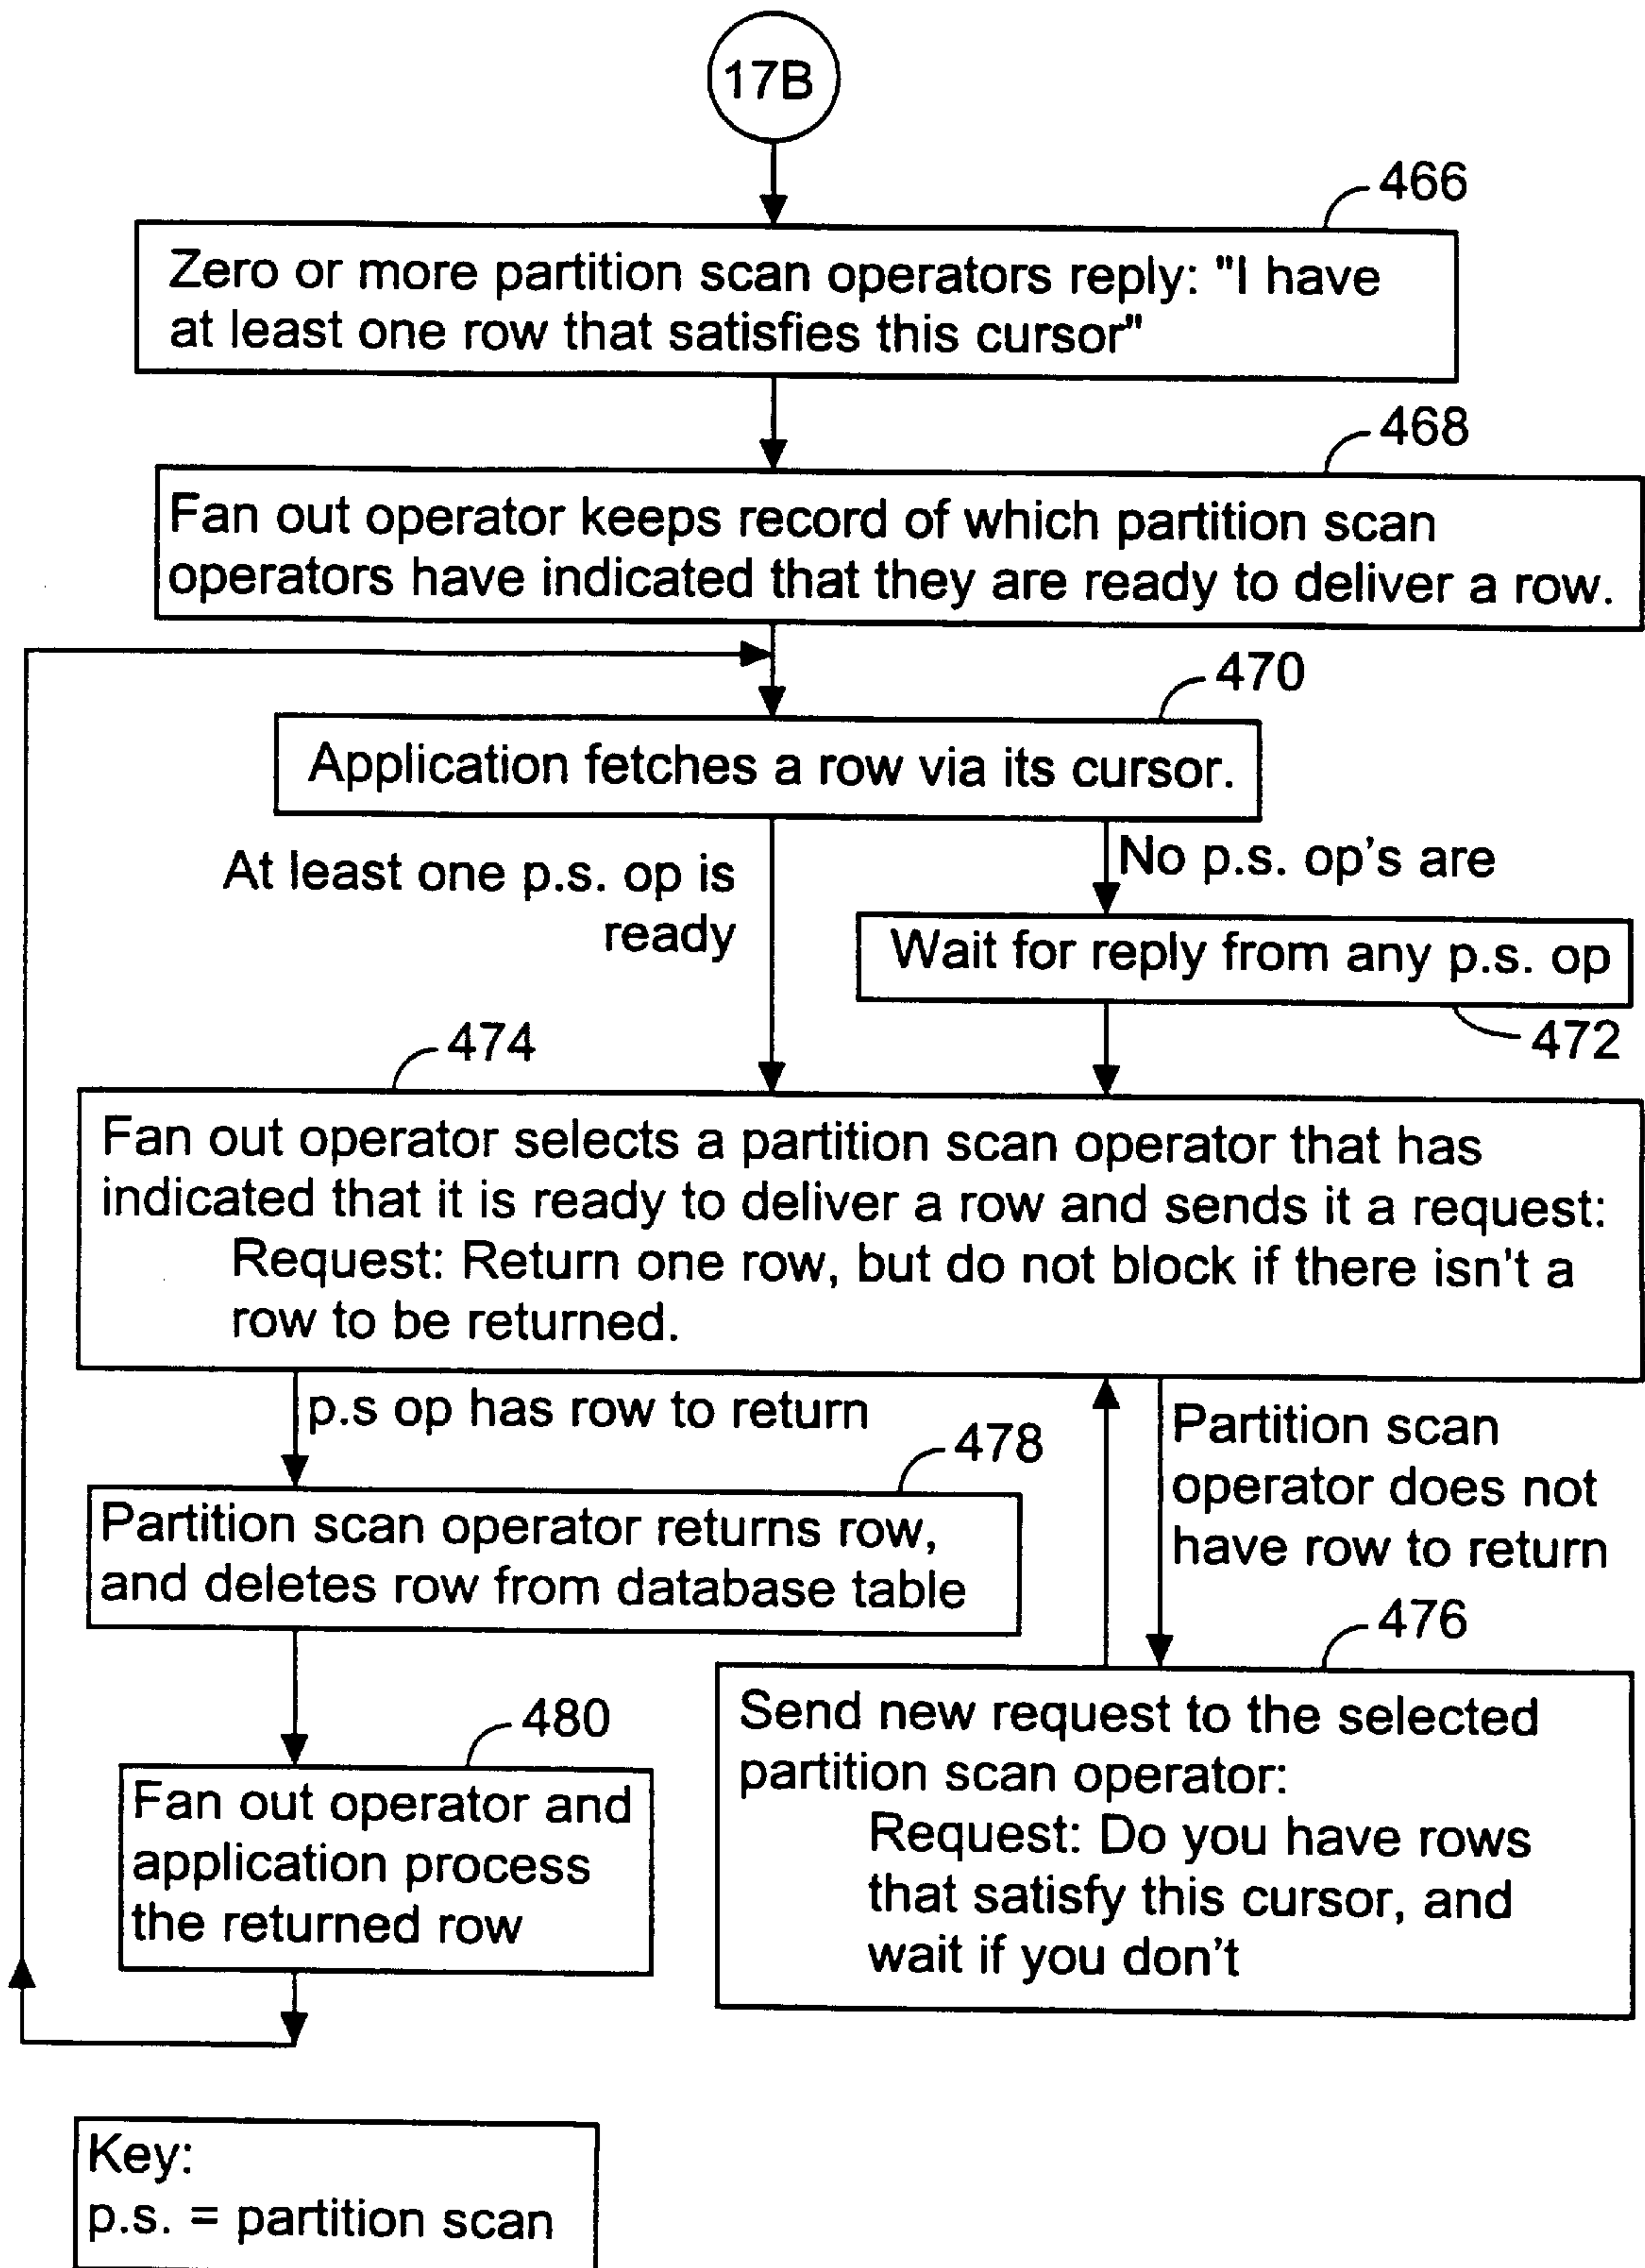 17B
466
Zero or more partition scan operators reply: "I have
at least one row that satisfies this cursor"
468
Fan out operator keeps record of which partition scan
operators have indicated that they are ready to deliver a row.
470
Application fetches a row via its cursor.
At least one p.s. op is
ready
No p.s. op's are
Wait for reply from any p.s. op
472
474
Fan out operator selects a partition scan operator that has
indicated that it is ready to deliver a row and sends it a request:
Request: Return one row, but do not block if there isn't a
row to be returned.
p.s op has row to return
478
Partition scan operator returns row,
and deletes row from database table
Partition scan
operator does not
have row to return
476
Send new request to the selected
partition scan operator:
Request: Do you have rows
that satisfy this cursor, and
wait if you don't
480
Fan out operator and
application process
the returned row
Key:
p.s. = partition scan